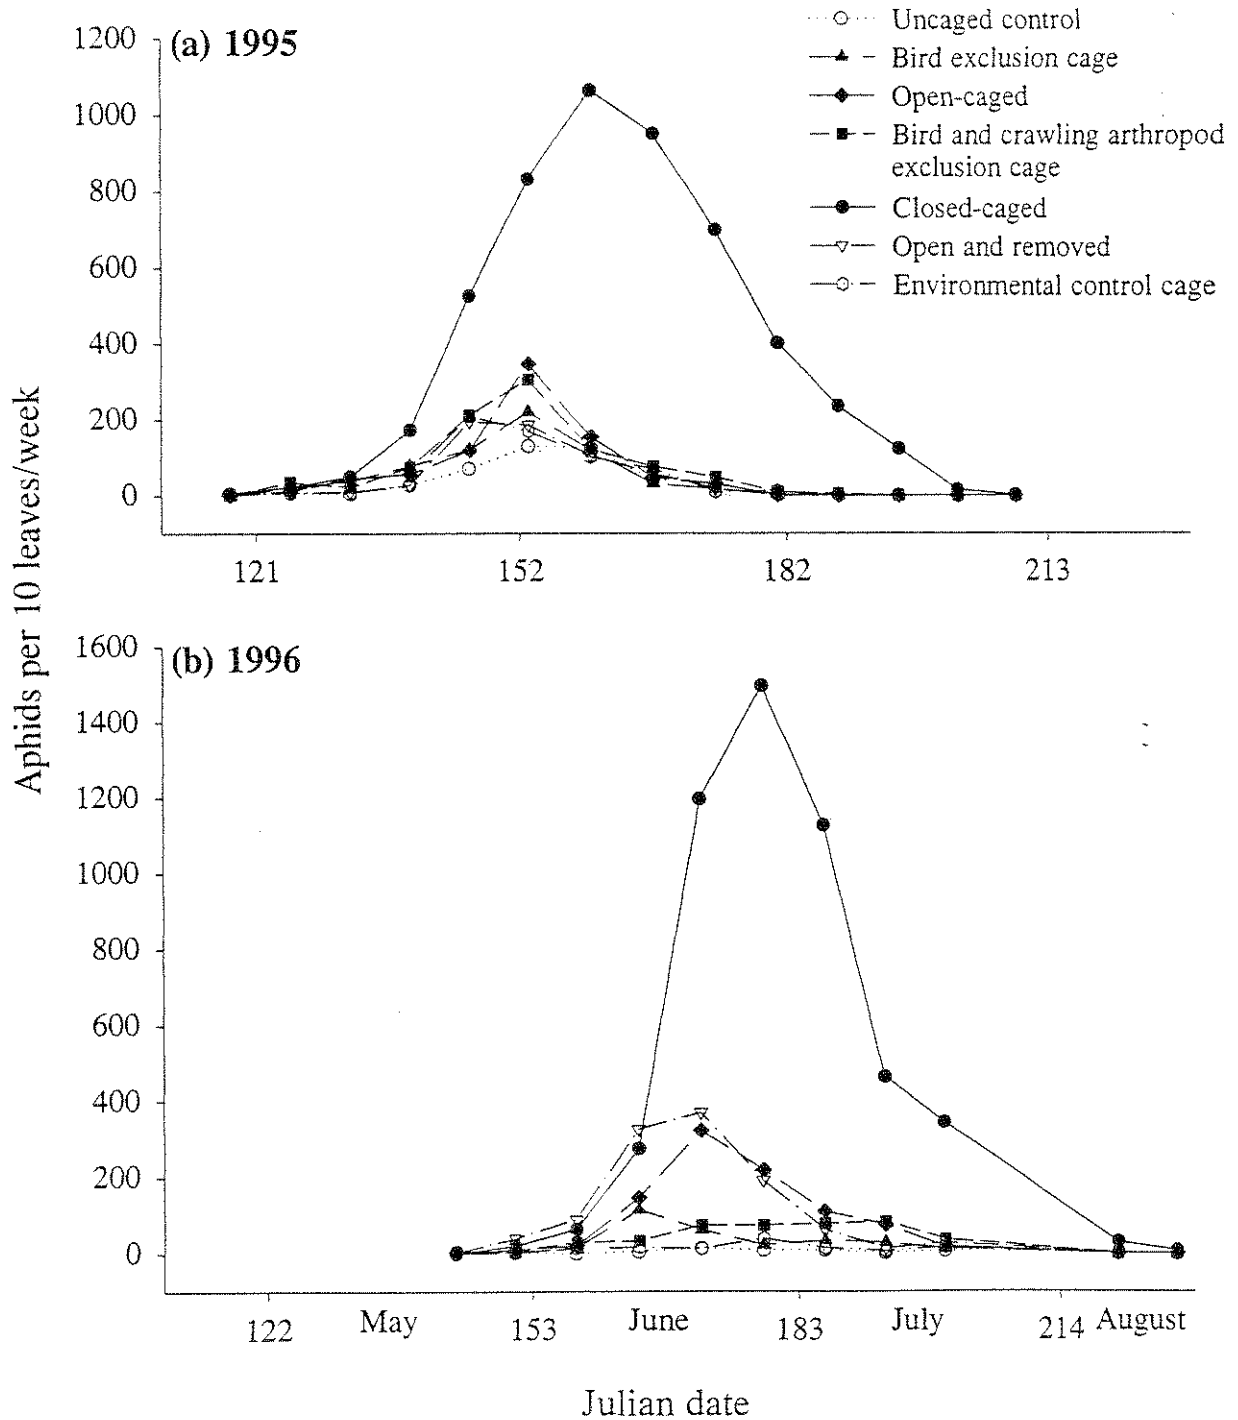 Uncaged control
Bird exclusion cage
Open-caged
Bird and crawling arthropod
exclusion cage
Closed-caged
Open and removed
Environmental control cage
(a) 1995
1200
1000
800
600
400
200
0
121
152
182
213
Aphids per 10 leaves/week
(b) 1996
1600
1400
1200
1000
800
600
400
200
0
122
May
153
June
183
July
214
August
Julian date